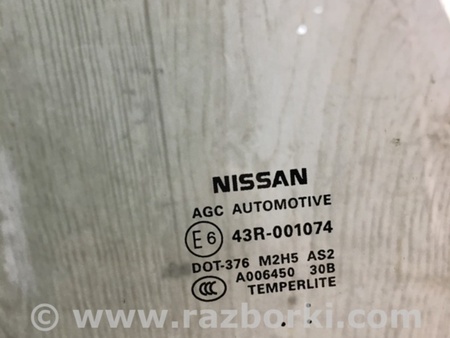 NISSAN
AGC AUTOMOTIVE
E6 43R-001074
DOT-376 M2H5 AS2
A006450 30B
CCC TEMPERLITE
© www.razborki.com